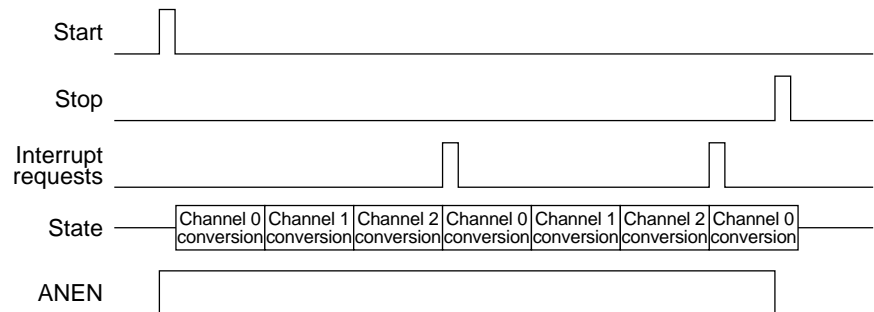 Start
Stop
Interrupt
requests
State
Channel 0 Channel 1 Channel 2 Channel 0 Channel 1 Channel 2 Channel 0
conversion conversion conversion conversion conversion conversion conversion
ANEN